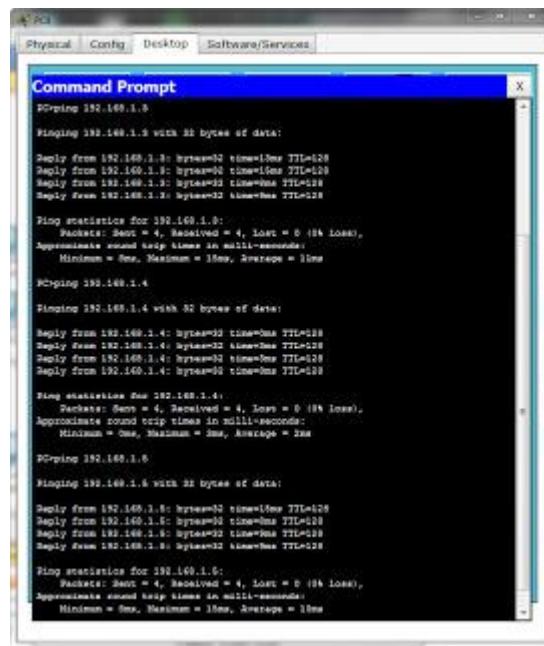 Physical Config Desktop Software/Services
Command Prompt X
PC>ping 192.168.1.3
Pinging 192.168.1.3 with 32 bytes of data:
Reply from 192.168.1.3: bytes=32 TTL=128
Reply from 192.168.1.3: bytes=32 TTL=128
Reply from 192.168.1.3: bytes=32 TTL=128
Reply from 192.168.1.3: bytes=32 TTL=128
Ping statistics for 192.168.1.3:
Packets: Sent = 4, Received = 4, Lost = 0 (0% loss),
Approximate round trip times in milli-seconds:
Minimum = Maximum = Average = 11ms
PC>ping 192.168.1.4
Pinging 192.168.1.4 with 32 bytes of data:
Reply from 192.168.1.4: bytes=32 TTL=128
Reply from 192.168.1.4: bytes=32 TTL=128
Reply from 192.168.1.4: bytes=32 TTL=128
Reply from 192.168.1.4: bytes=32 TTL=128
Ping statistics for 192.168.1.4:
Packets: Sent = 4, Received = 4, Lost = 0 (0% loss),
Approximate round trip times in milli-seconds:
Minimum = Maximum = Average =
PC>ping 192.168.1.5
Pinging 192.168.1.5 with 32 bytes of data:
Reply from 192.168.1.5: bytes=32 TTL=128
Reply from 192.168.1.5: bytes=32 TTL=128
Reply from 192.168.1.5: bytes=32 TTL=128
Reply from 192.168.1.5: bytes=32 TTL=128
Ping statistics for 192.168.1.5:
Packets: Sent = 4, Received = 4, Lost = 0 (0% loss),
Approximate round trip times in milli-seconds:
Minimum = Maximum = Average =